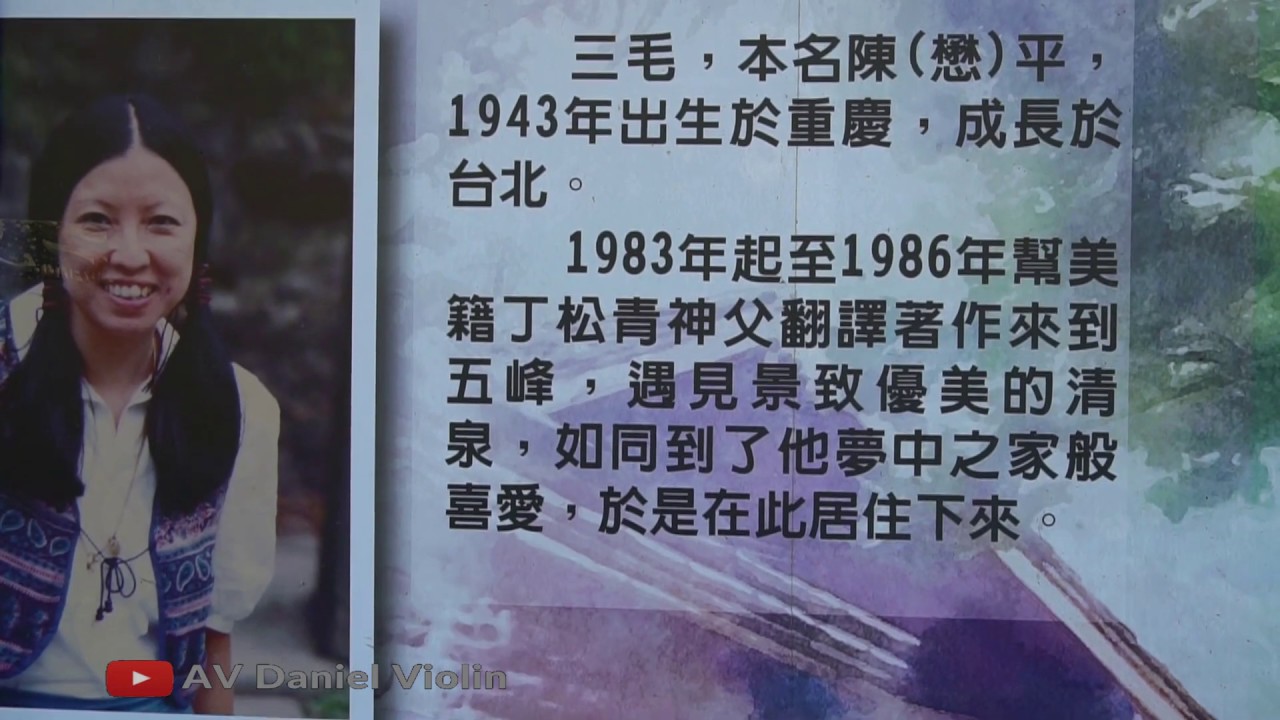 三毛，本名陳(懋)平，
1943年出生於重慶，成長於
台北。
1983年起至1986年幫美
籍丁松青神父翻譯著作來到
五峰，遇見景致優美的清
泉，如同到了他夢中之家般
喜愛，於是在此居住下來。
AV Daniel Violin